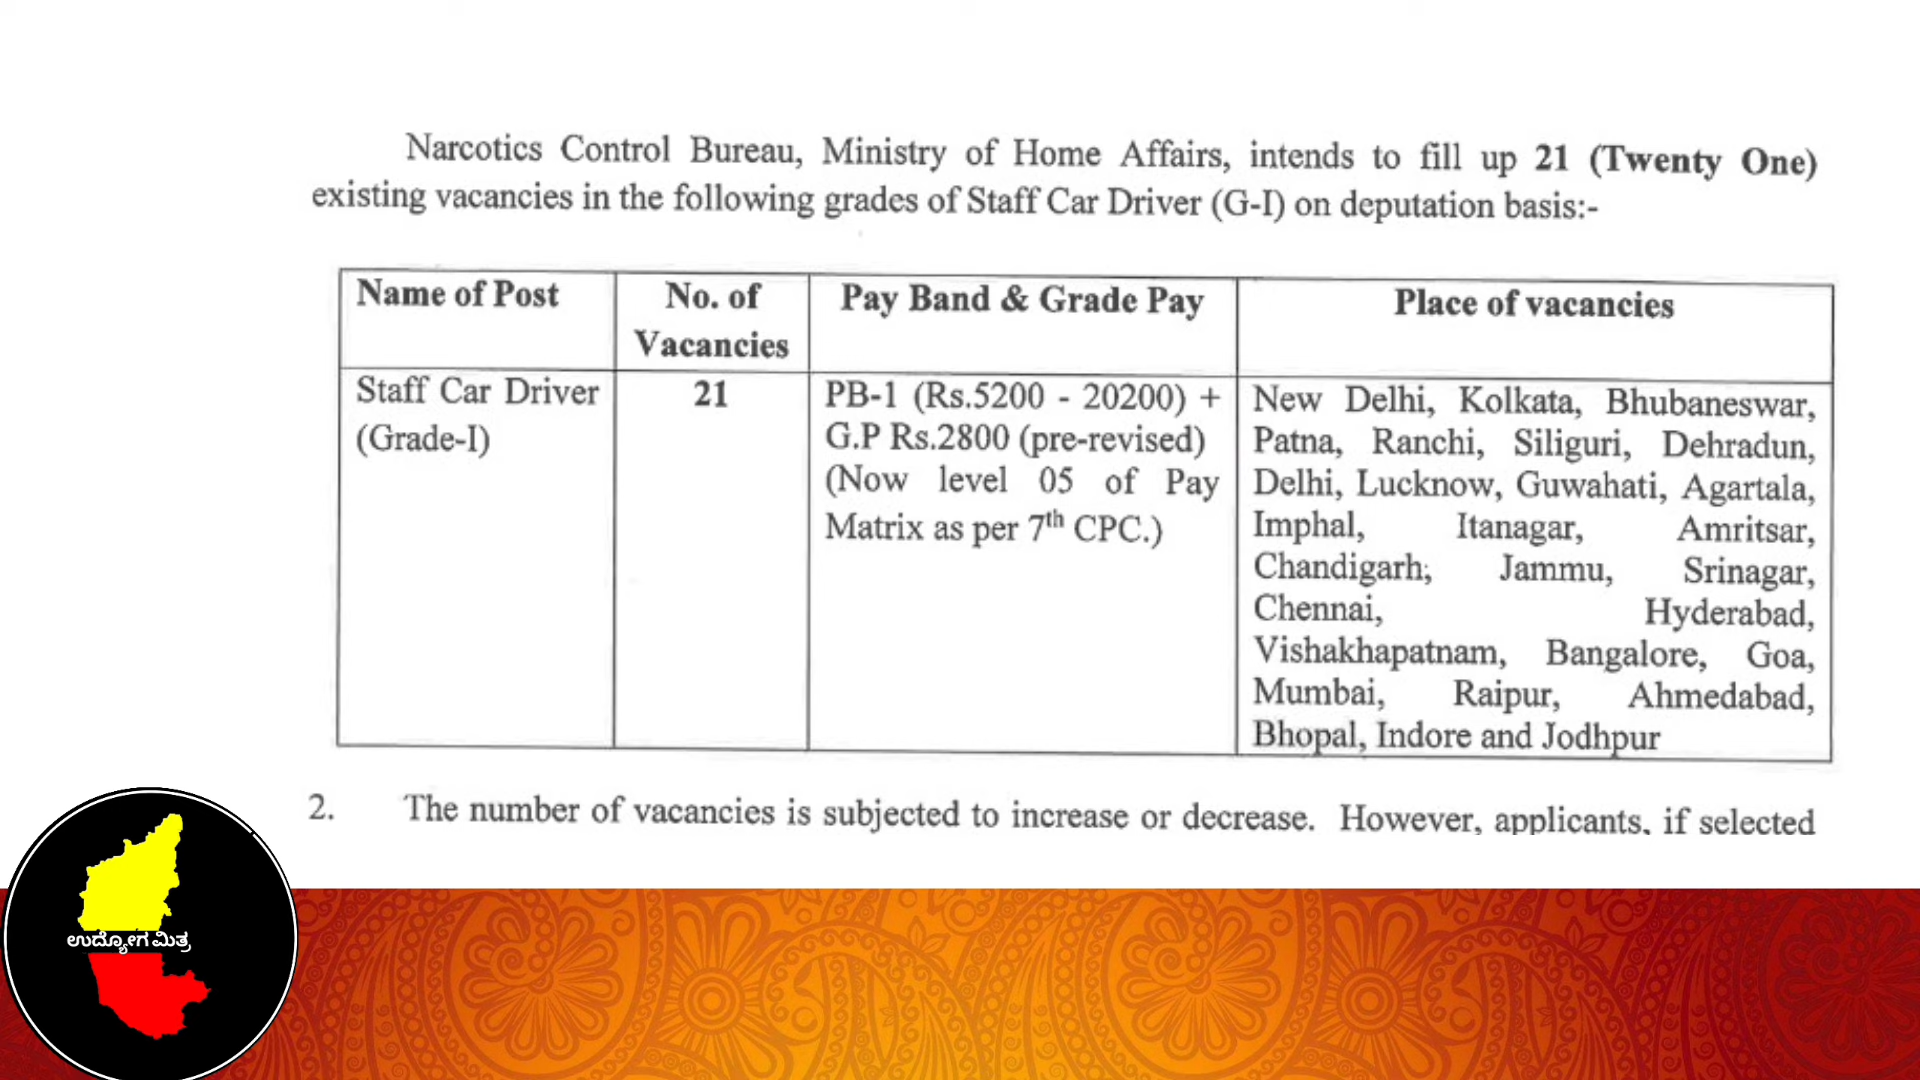 Narcotics Control Bureau, Ministry of Home Affairs, intends to fill up 21 (Twenty One)
existing vacancies in the following grades of Staff Car Driver (G-I) on deputation basis:-
Name of Post
No. of
Vacancies
Pay Band & Grade Pay
Place of vacancies
Staff Car Driver
(Grade-I)
21
PB-1 (Rs.5200 - 20200) +
G.P Rs.2800 (pre-revised)
(Now level 05 of Pay
Matrix as per 7th CPC.)
New Delhi, Kolkata, Bhubaneswar,
Patna, Ranchi, Siliguri, Dehradun,
Delhi, Lucknow, Guwahati, Agartala,
Imphal, Itanagar, Amritsar,
Chandigarh, Jammu, Srinagar,
Chennai, Hyderabad,
Vishakhapatnam, Bangalore, Goa,
Mumbai, Raipur, Ahmedabad,
Bhopal, Indore and Jodhpur
2. The number of vacancies is subjected to increase or decrease. However, applicants, if selected
ಉದ್ಯೋಗ ಮಿತ್ರ